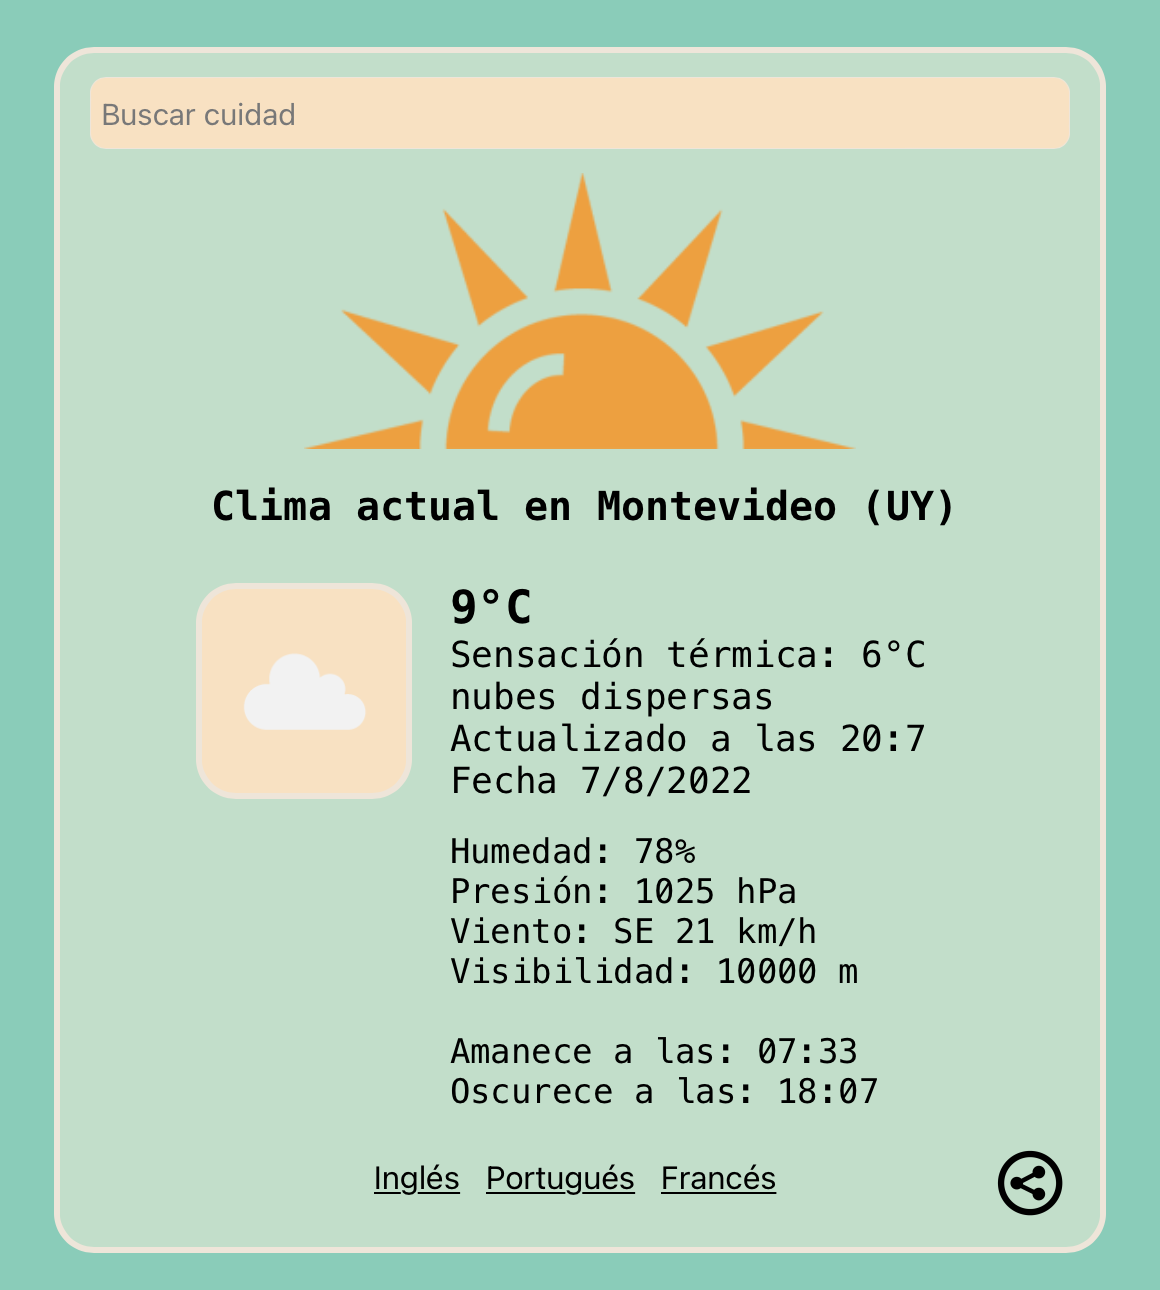 Buscar cuidad
Clima actual en Montevideo (UY)
9°C
Sensación térmica: 6°C
nubes dispersas
Actualizado a las 20:7
Fecha 7/8/2022
Humedad: 78%
Presión: 1025 hPa
Viento: SE 21 km/h
Visibilidad: 10000 m
Amanece a las: 07:33
Oscurece a las: 18:07
Inglés Portugués Francés